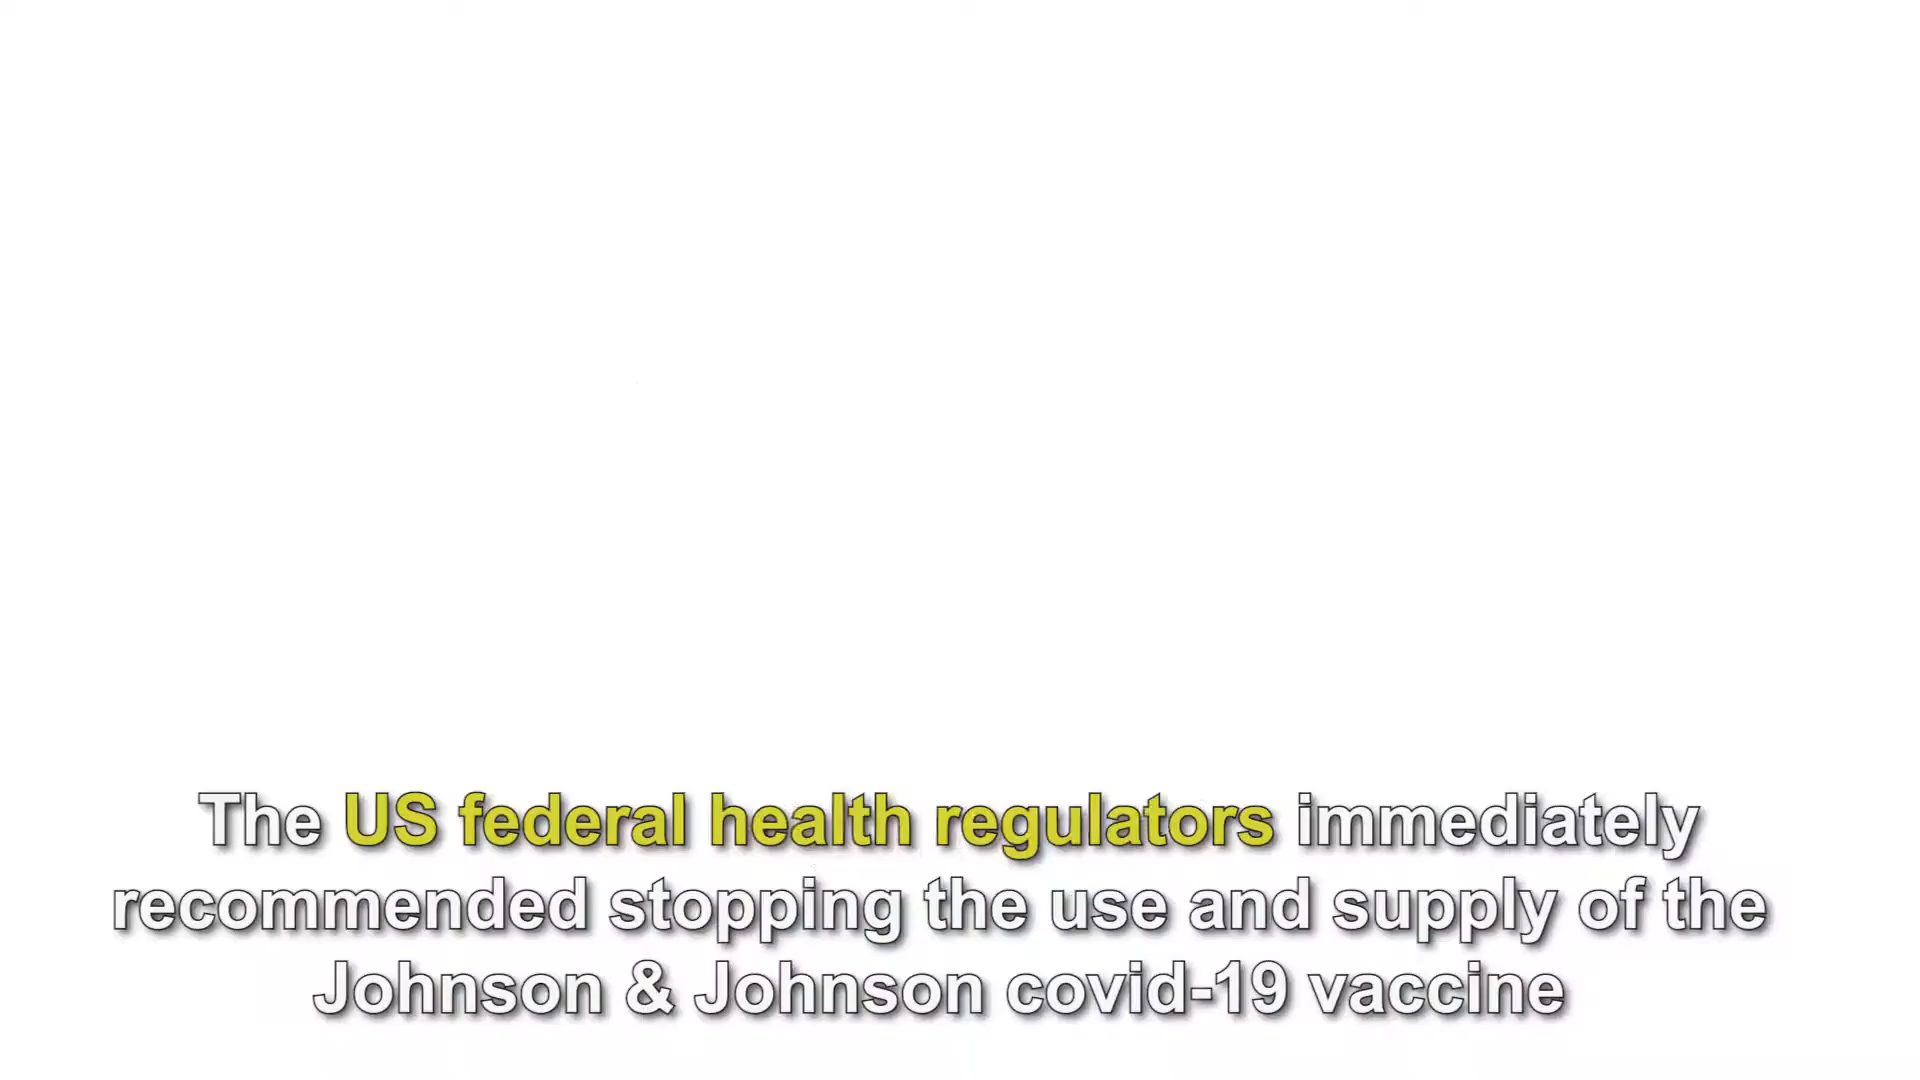 The US federal health regulators immediately
recommended stopping the use and supply of the
Johnson & Johnson covid-19 vaccine